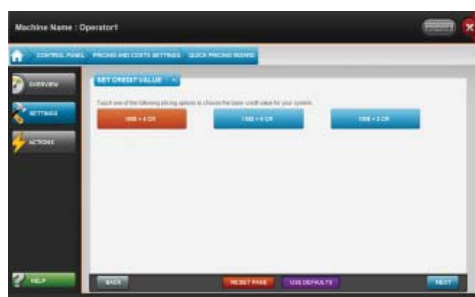 Machine Name : Operator1
CONTROL PANEL PRICING AND COSTS SETTINGS QUICK PRICING WIZARD
OVERVIEW
SET CREDIT VALUE
Touch one of the following pricing options to choose the base credit value for your system.
SETTINGS
ACTIONS
HELP
BACK
RESET PAGE
USE DEFAULTS
NEXT